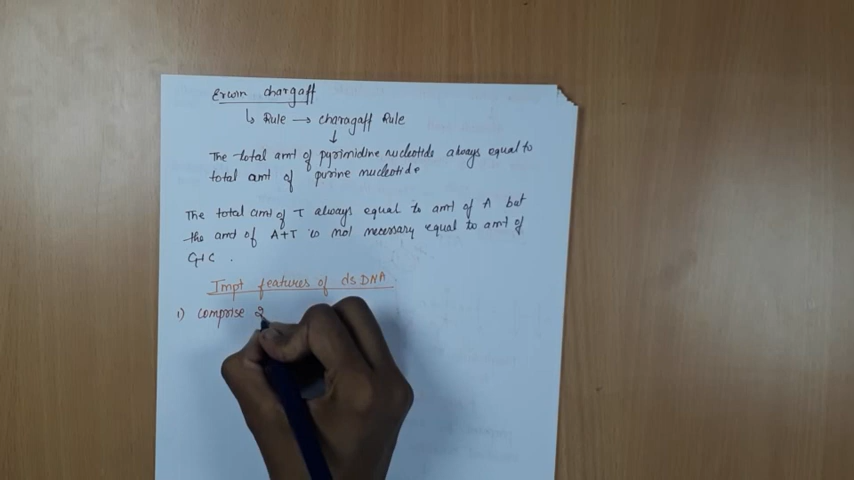 Erwin chargaff
↳ Rule → charagaff Rule
↓
The total amt of pyrimidine nucleotide always equal to
total amt of purine nucleotide
The total amt of T always equal to amt of A but
the amt of A+T is not necessary equal to amt of
G+C .
Impt features of ds DNA
1) comprise 2